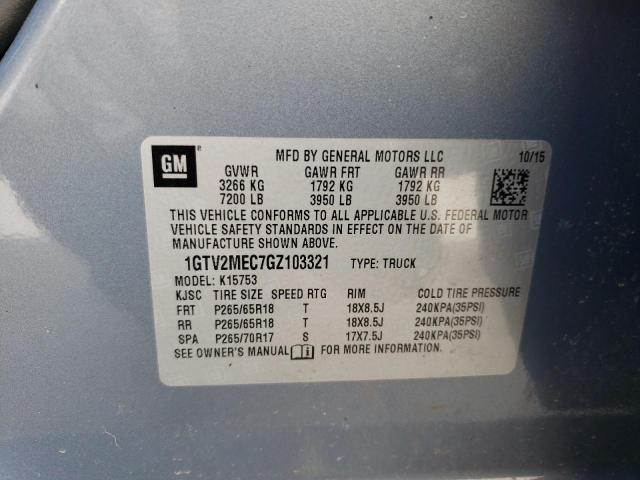 GM
MFD BY GENERAL MOTORS LLC 10/15
GVWR GAWR FRT GAWR RR
3266 KG 1792 KG 1792 KG
7200 LB 3950 LB 3950 LB
THIS VEHICLE CONFORMS TO ALL APPLICABLE U.S. FEDERAL MOTOR
VEHICLE SAFETY STANDARDS IN EFFECT ON THE DATE OF
MANUFACTURE SHOWN ABOVE.
1GTV2MEC7GZ103321 TYPE: TRUCK
MODEL: K15753
KJSC TIRE SIZE SPEED RTG RIM COLD TIRE PRESSURE
FRT P265/65R18 T 18X8.5J 240KPA(35PSI)
RR P265/65R18 T 18X8.5J 240KPA(35PSI)
SPA P265/70R17 S 17X7.5J 240KPA(35PSI)
SEE OWNER'S MANUAL FOR MORE INFORMATION.